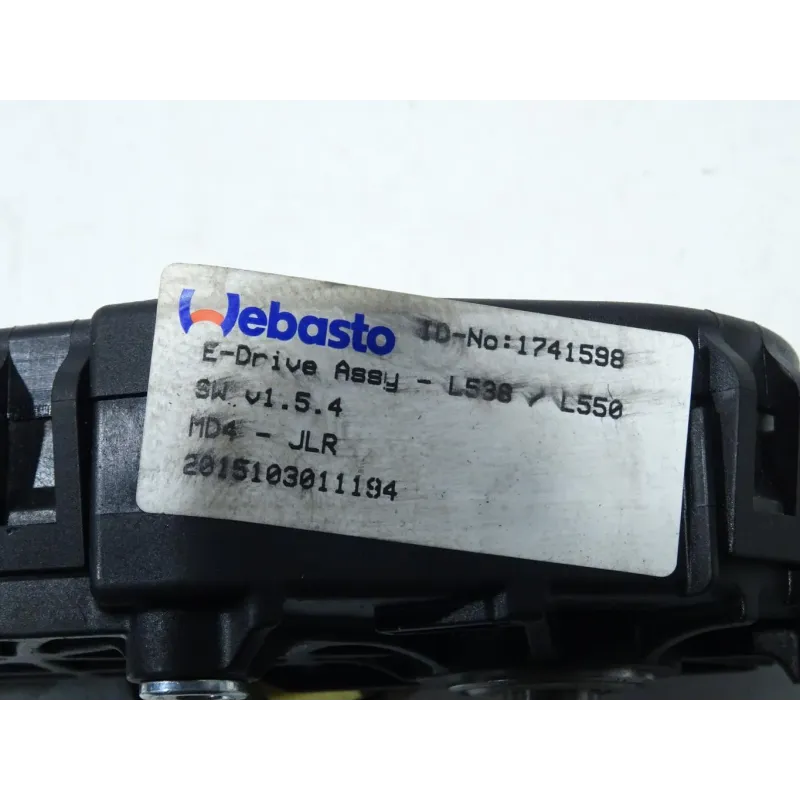 Webasto ID-No:1741598
E-Drive Assy - L538 / L550
SW v1.5.4
MD4 - JLR
2015103011194